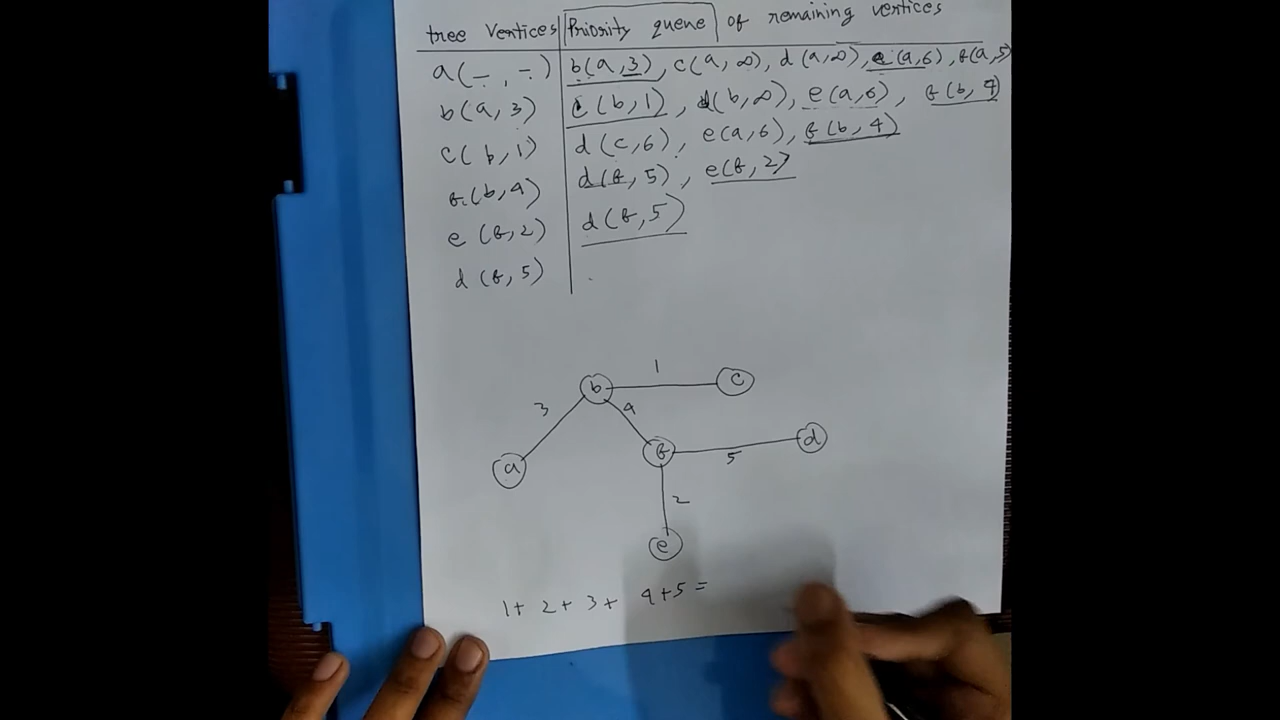 tree Vertices Priority queue of remaining vertices
a(-, -) b(a, 3), c(a, ∞), d(a, ∞), e(a, 6), f(a, 5)
b(a, 3) c(b, 1), d(b, ∞), e(a, 6), f(b, 4)
c(b, 1) d(c, 6), e(a, 6), f(b, 4)
f(b, 4) d(f, 5), e(f, 2)
e(f, 2) d(f, 5)
d(f, 5)
1
b c
3 4
f d
a 5
2
e
1+ 2+ 3+ 4+5=